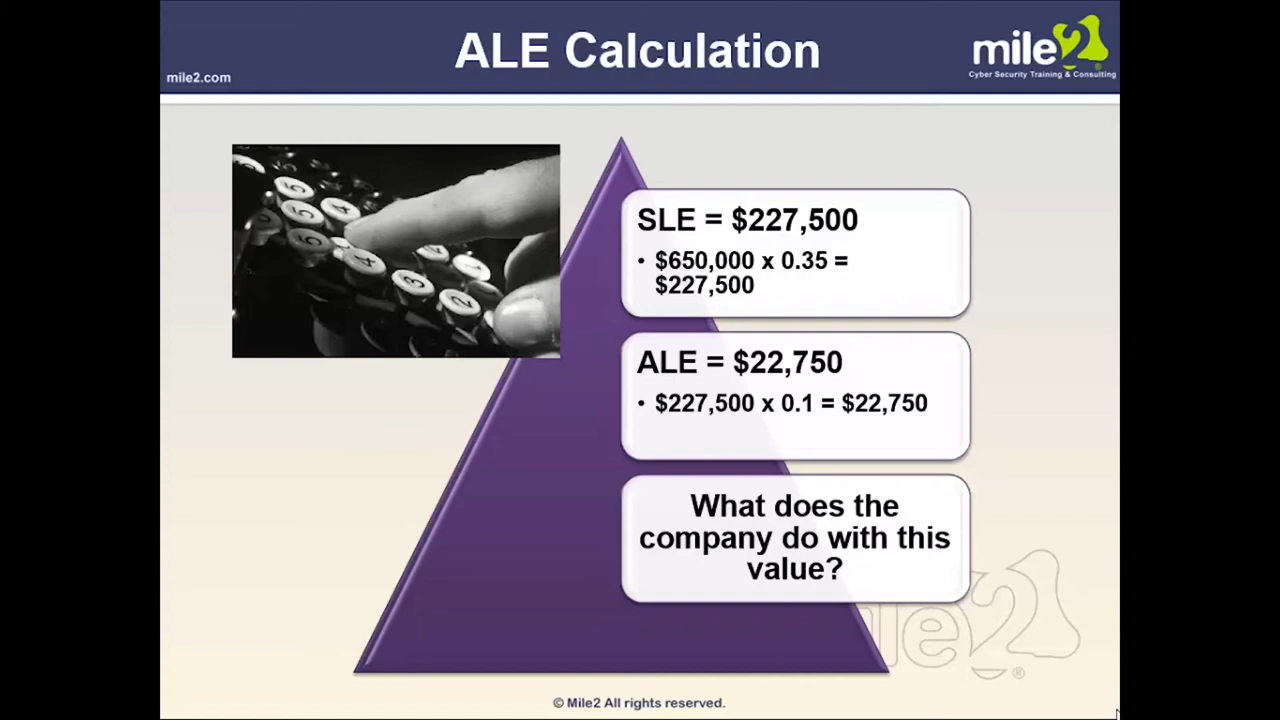 ALE Calculation
mile2.com
mile2®
Cyber Security Training & Consulting
SLE = $227,500
• $650,000 x 0.35 =
$227,500
ALE = $22,750
• $227,500 x 0.1 = $22,750
What does the
company do with this
value?
© Mile2 All rights reserved.